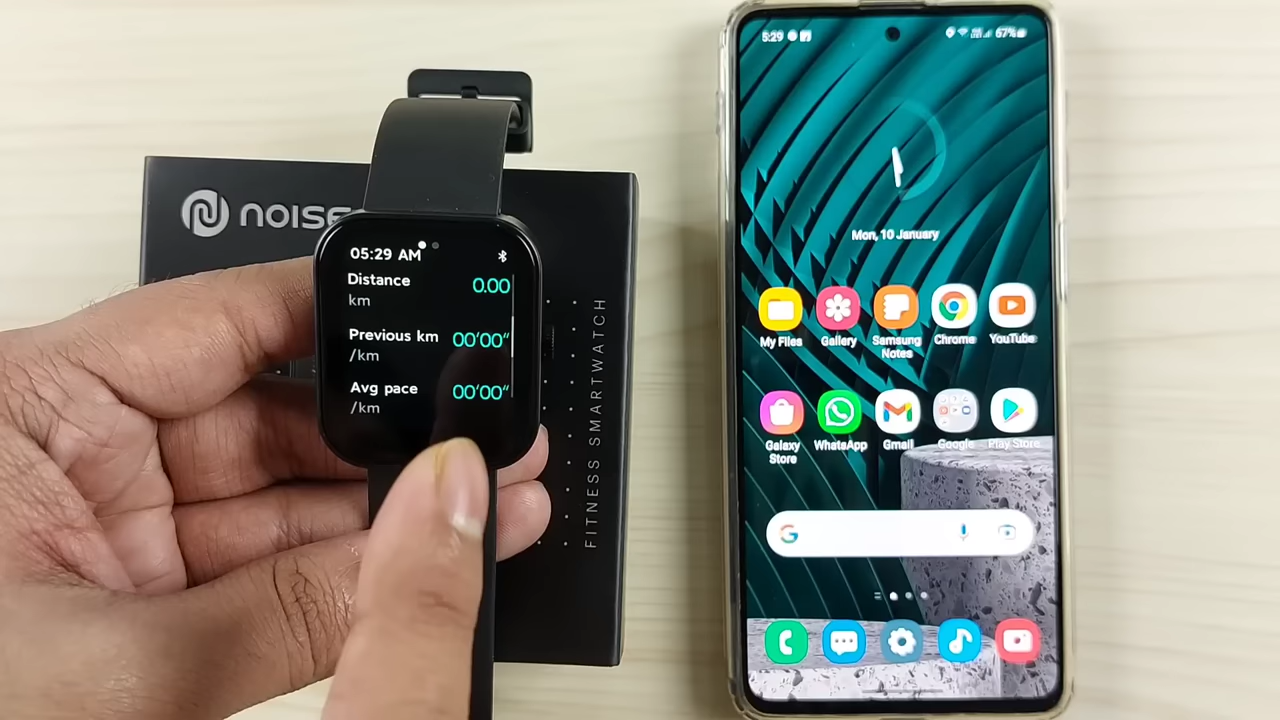 NOISE
FITNESS SMARTWATCH
05:29 AM
Distance 0.00
km
Previous km 00'00"
/km
Avg pace 00'00"
/km
5:29
67%
Mon, 10 January
My Files Gallery Samsung Notes Chrome YouTube
Galaxy Store WhatsApp Gmail Google Play Store